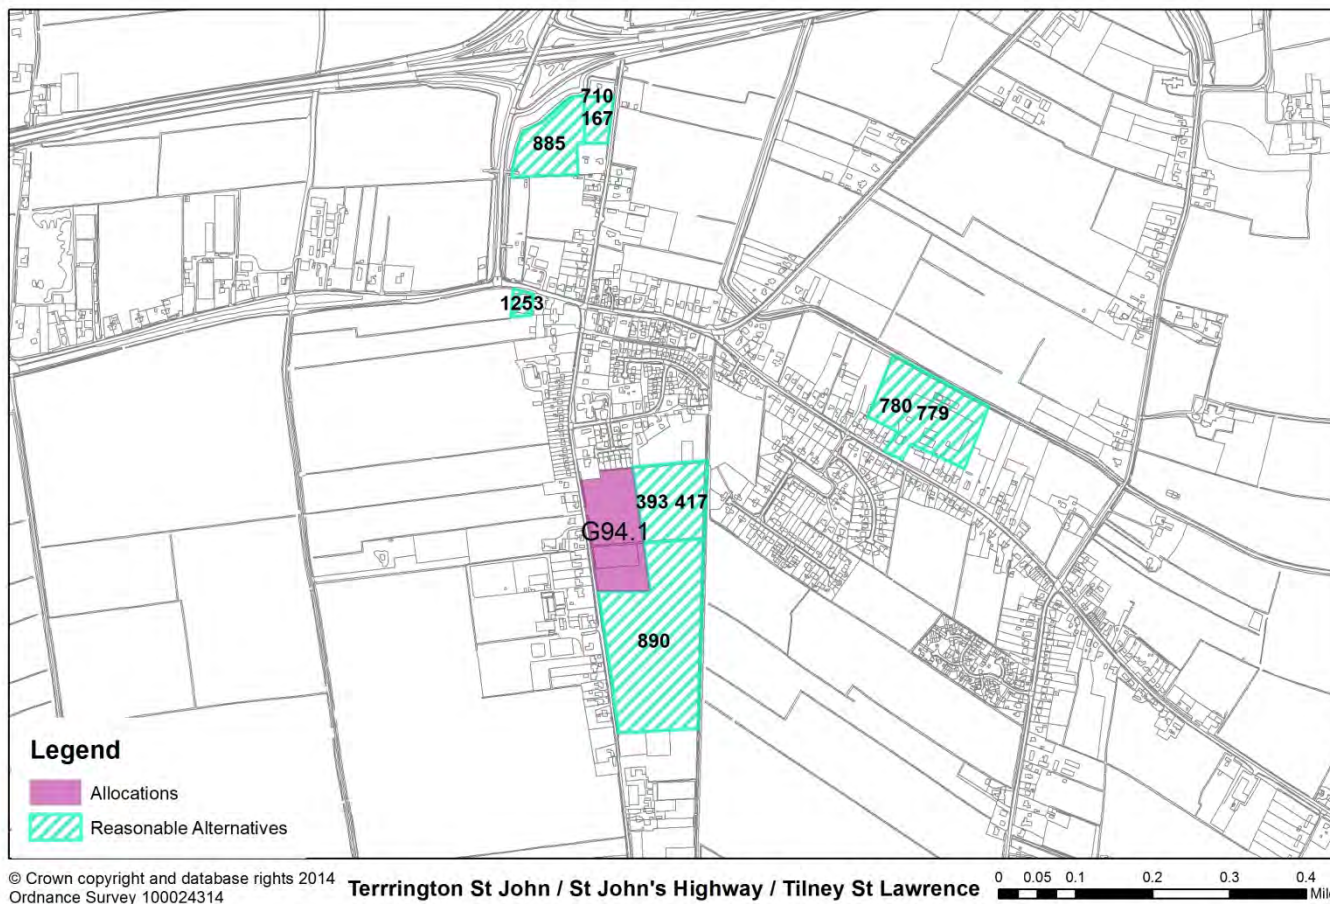 710
167
885
1253
780 779
393 417
G94.1
890
Legend
Allocations
Reasonable Alternatives
© Crown copyright and database rights 2014
Ordnance Survey 100024314
Terrrington St John / St John's Highway / Tilney St Lawrence
0 0.05 0.1 0.2 0.3 0.4
Mile